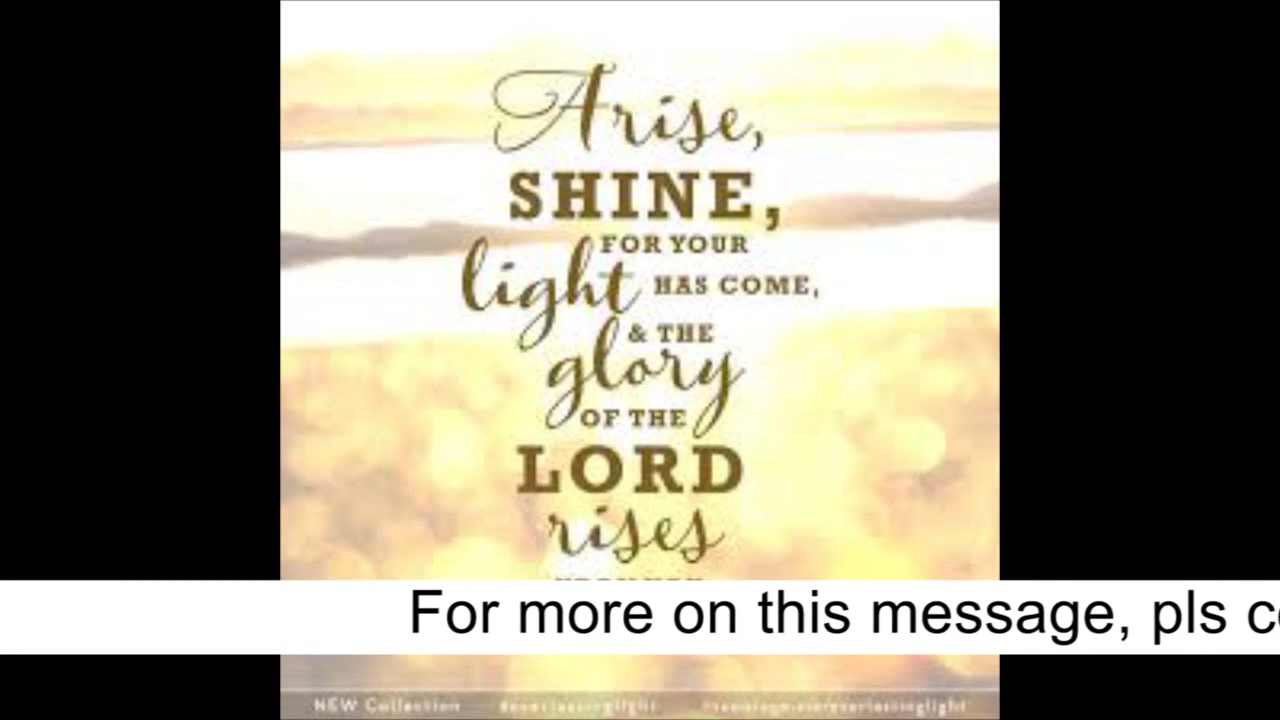 Arise,
SHINE,
FOR YOUR
light HAS COME,
& THE
glory
OF THE
LORD
rises
For more on this message, pls
NEW Collection